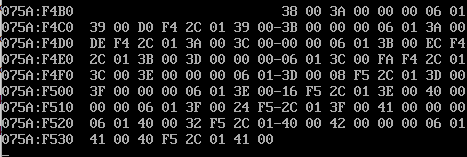 075A:F4B0 38 00 3A 00 00 00 06 01
075A:F4C0 39 00 D0 F4 2C 01 39 00-3B 00 00 00 06 01 3A 00
075A:F4D0 DE F4 2C 01 3A 00 3C 00-00 00 06 01 3B 00 EC F4
075A:F4E0 2C 01 3B 00 3D 00 00 00-06 01 3C 00 FA F4 2C 01
075A:F4F0 3C 00 3E 00 00 00 06 01-3D 00 08 F5 2C 01 3D 00
075A:F500 3F 00 00 00 06 01 3E 00-16 F5 2C 01 3E 00 40 00
075A:F510 00 00 06 01 3F 00 24 F5-2C 01 3F 00 41 00 00 00
075A:F520 06 01 40 00 32 F5 2C 01-40 00 42 00 00 00 06 01
075A:F530 41 00 40 F5 2C 01 41 00